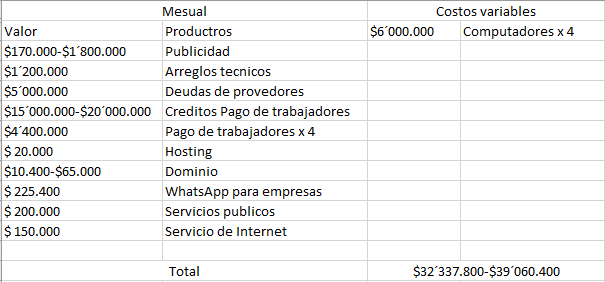 Mesual Costos variables
Valor Productros $6´000.000 Computadores x 4
$170.000-$1´800.000 Publicidad
$1´200.000 Arreglos tecnicos
$5´000.000 Deudas de provedores
$15´000.000-$20´000.000 Creditos Pago de trabajadores
$4´400.000 Pago de trabajadores x 4
$ 20.000 Hosting
$10.400-$65.000 Dominio
$ 225.400 WhatsApp para empresas
$ 200.000 Servicios publicos
$ 150.000 Servicio de Internet
Total $32´337.800-$39´060.400